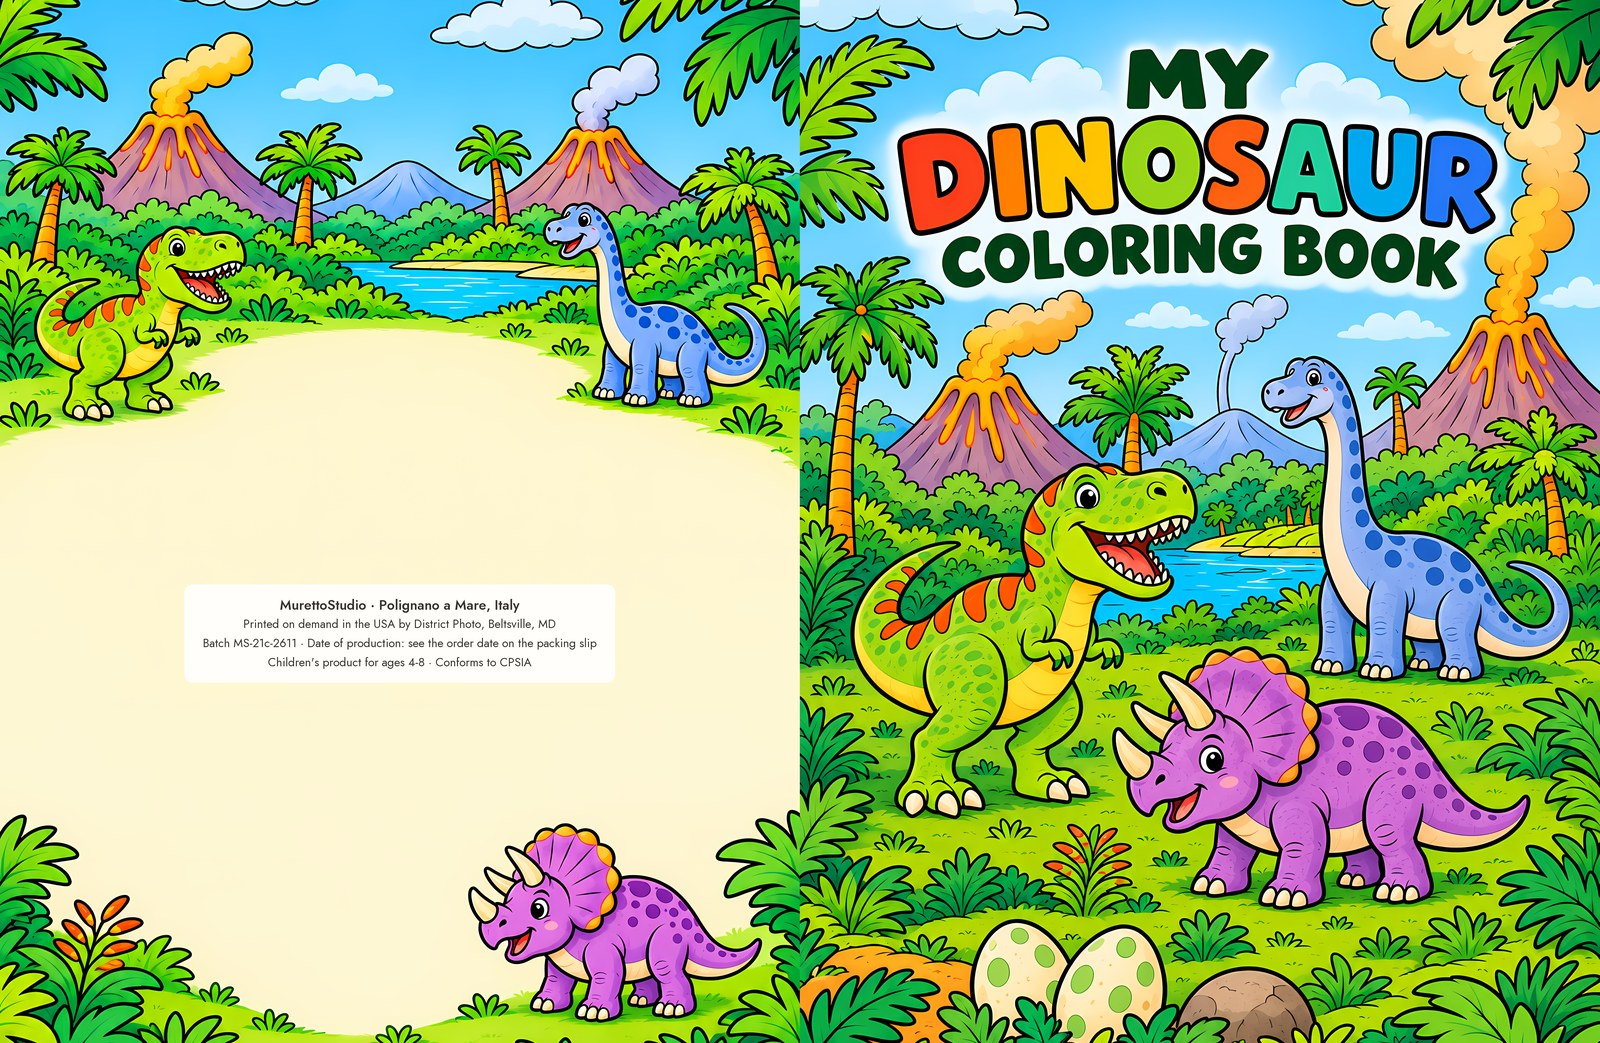 MurettoStudio · Polignano a Mare, Italy
Printed on demand in the USA by District Photo, Beltsville, MD
Batch MS-21c-2611 · Date of production: see the order date on the packing slip
Children's product for ages 4-8 · Conforms to CPSIA
MY
DINOSAUR
COLORING BOOK